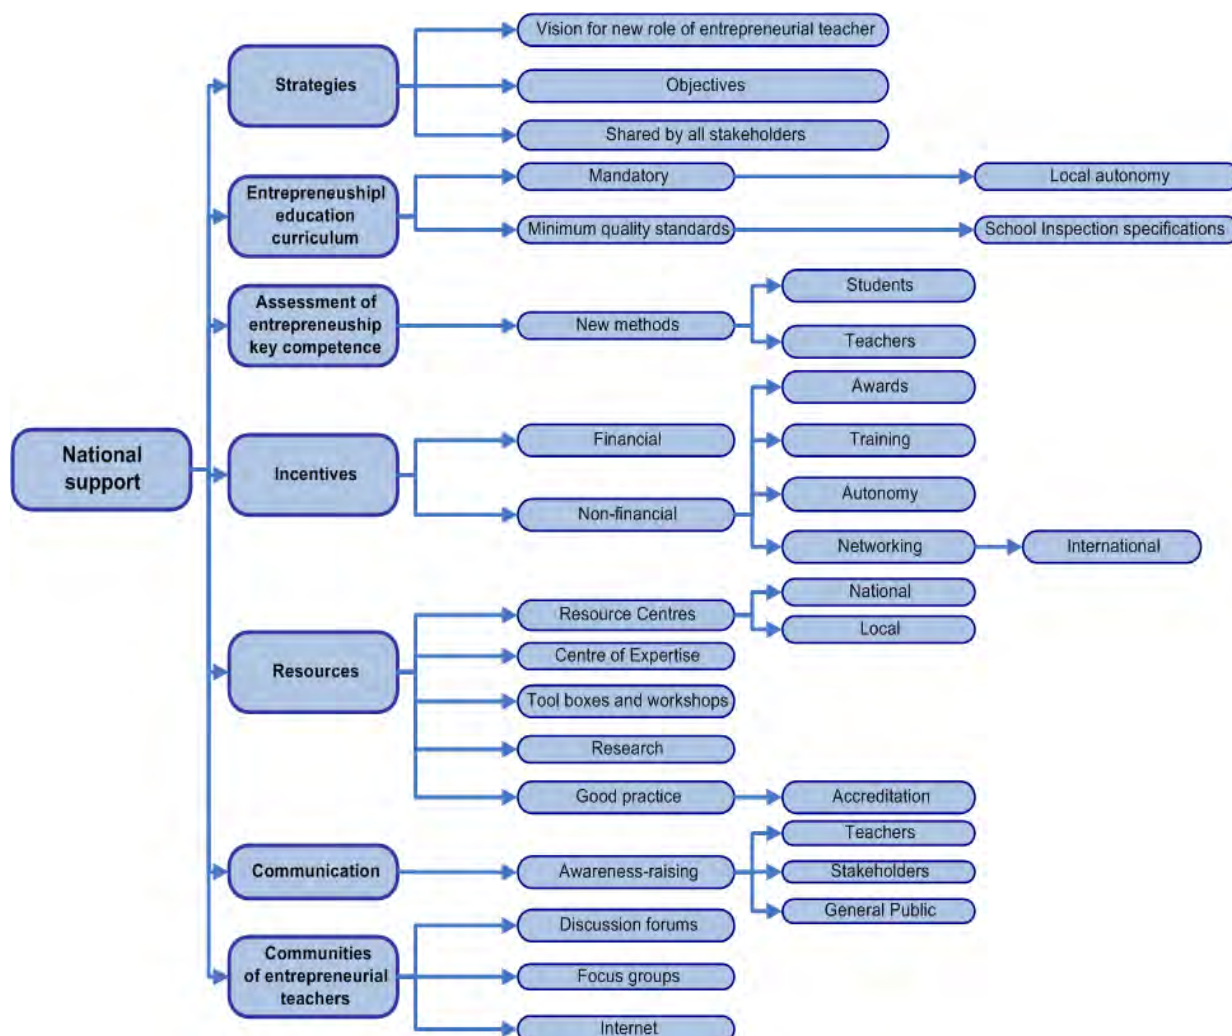 Vision for new role of entrepreneurial teacher
Strategies
Objectives
Shared by all stakeholders
Entrepreneushipl
education
curriculum
Mandatory
Local autonomy
Minimum quality standards
School Inspection specifications
Assessment of
entrepreneuship
key competence
New methods
Students
Teachers
National
support
Incentives
Financial
Non-financial
Awards
Training
Autonomy
Networking
International
Resources
Resource Centres
National
Local
Centre of Expertise
Tool boxes and workshops
Research
Good practice
Accreditation
Communication
Awareness-raising
Teachers
Stakeholders
General Public
Communities
of entrepreneurial
teachers
Discussion forums
Focus groups
Internet